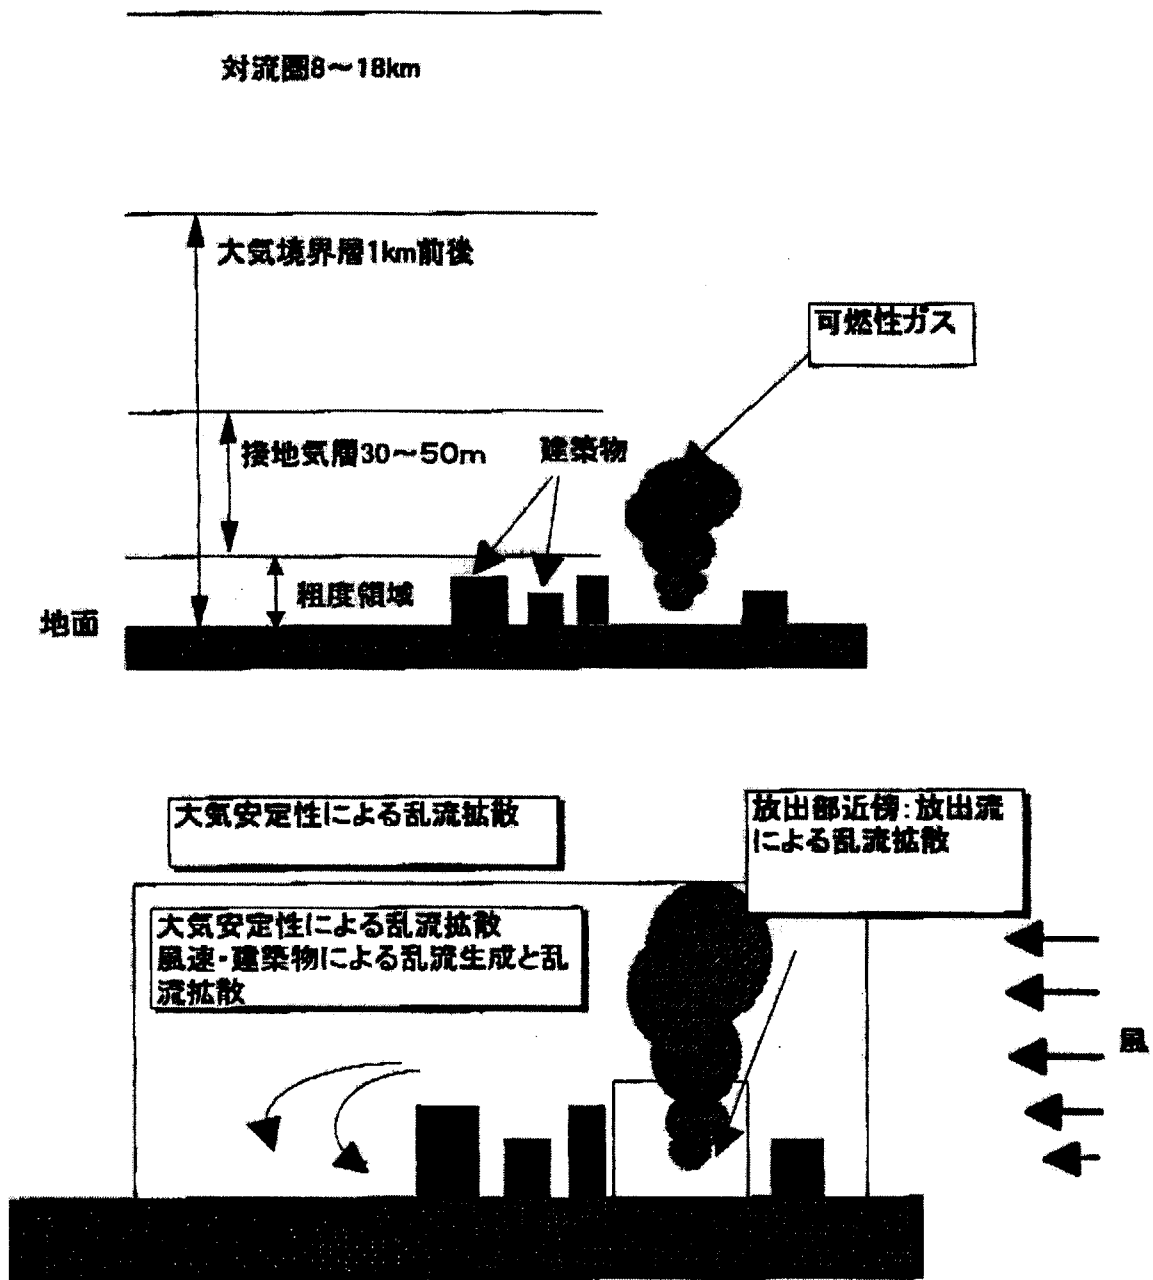 対流圏8～18km
大気境界層1km前後
可燃性ガス
接地気層30～50m
建築物
粗度領域
地面
大気安定性による乱流拡散
放出部近傍：放出流
による乱流拡散
大気安定性による乱流拡散
風速・建築物による乱流生成と乱
流拡散
風